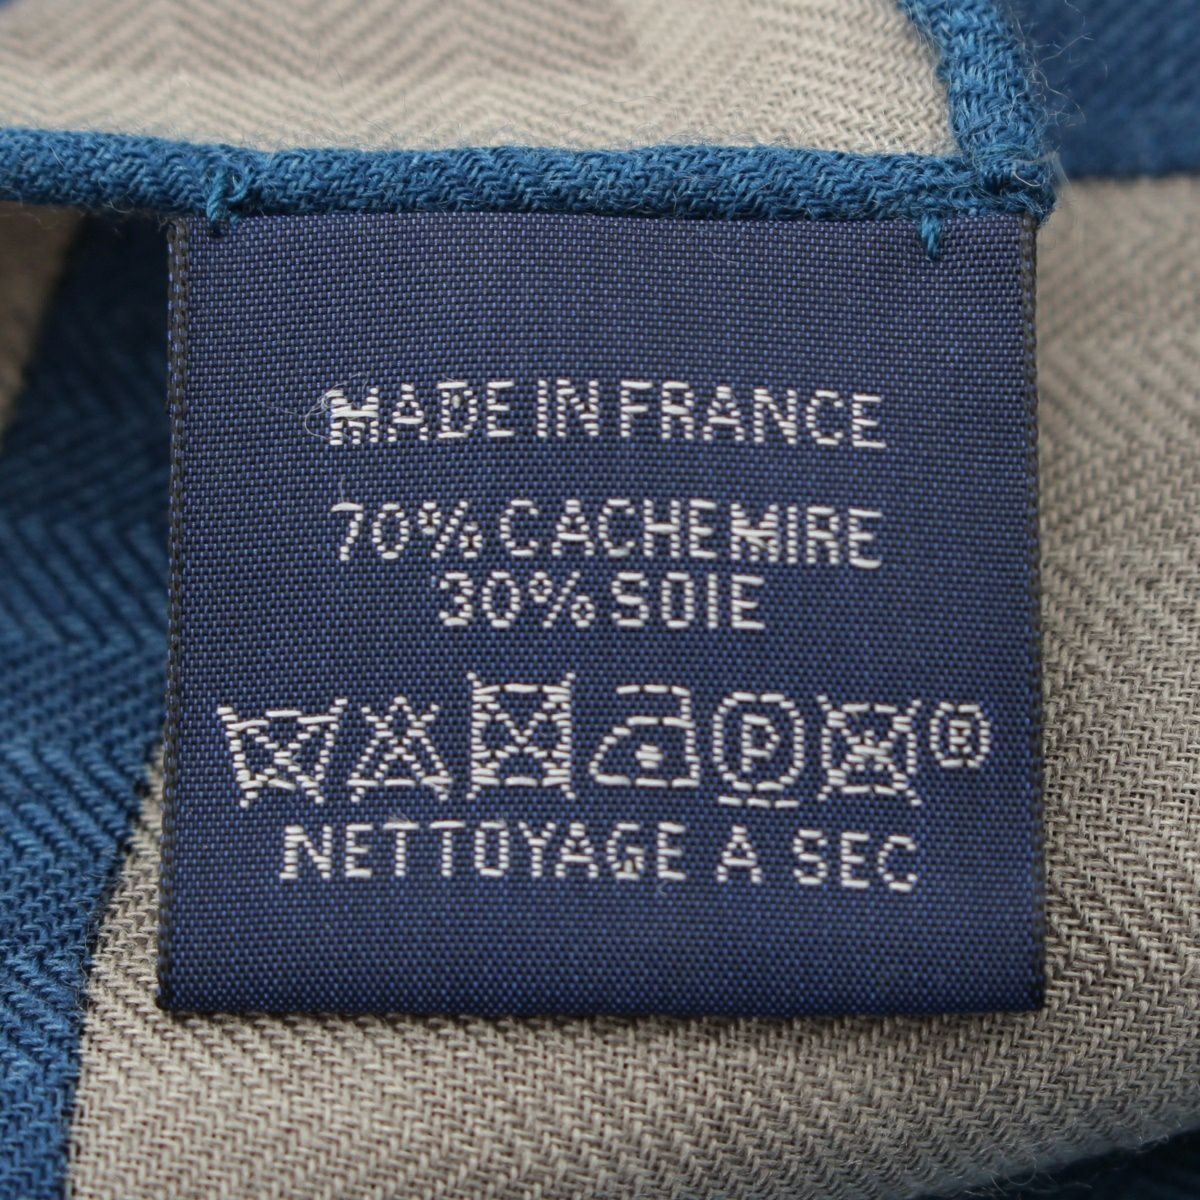 MADE IN FRANCE
70% CACHEMIRE
30% SOIE
P ®
NETTOYAGE A SEC